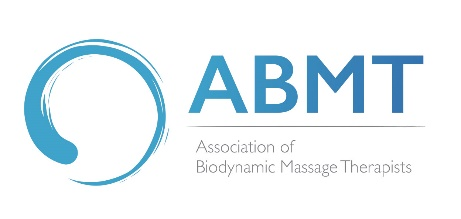 ABMT
Association of
Biodynamic Massage Therapists